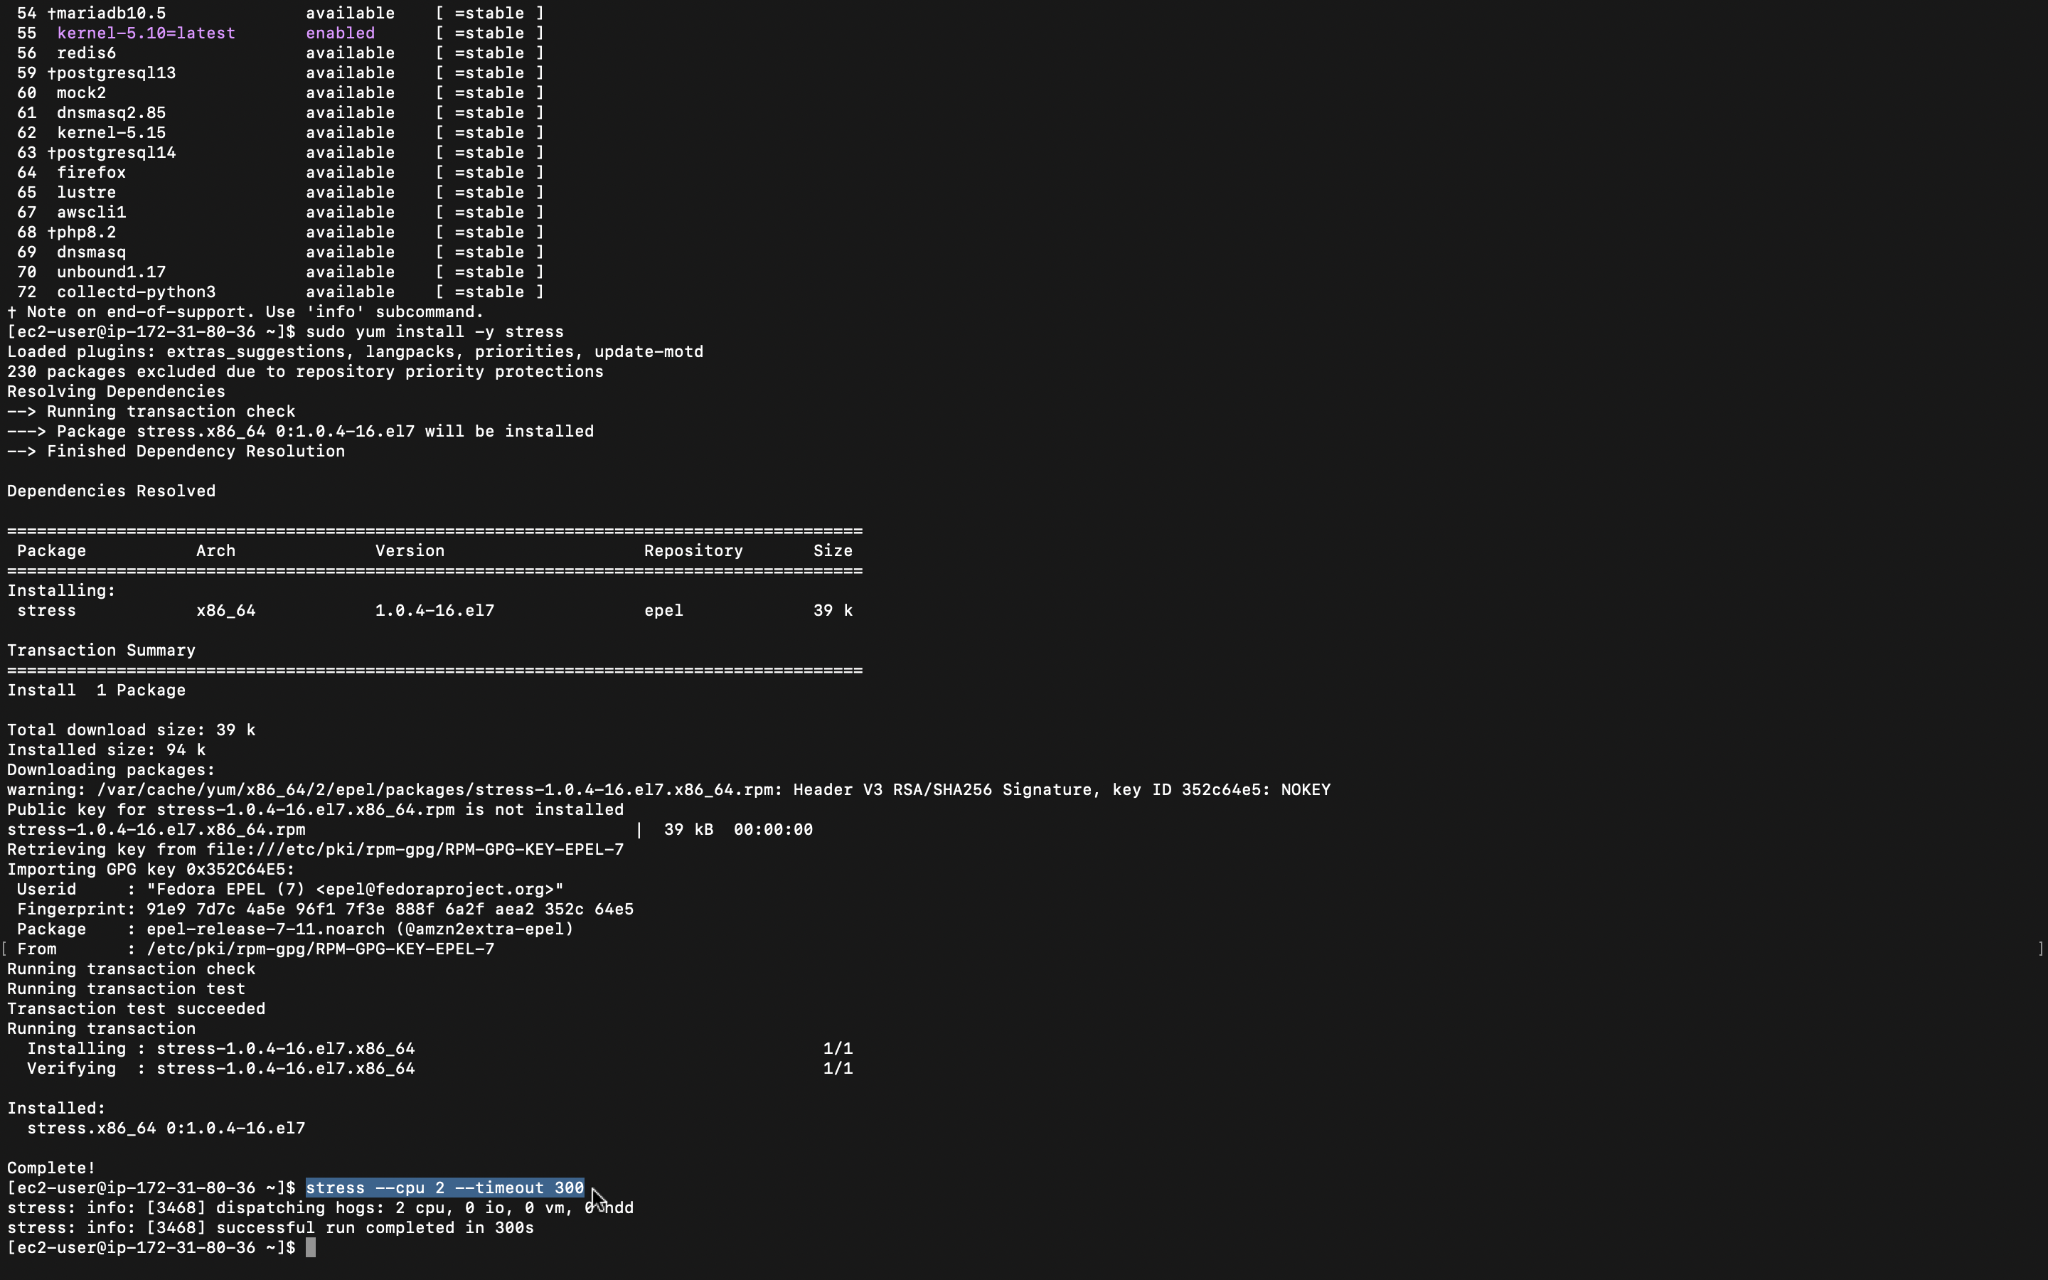 54 †mariadb10.5 available [ =stable ]
55 kernel-5.10=latest enabled [ =stable ]
56 redis6 available [ =stable ]
59 †postgresql13 available [ =stable ]
60 mock2 available [ =stable ]
61 dnsmasq2.85 available [ =stable ]
62 kernel-5.15 available [ =stable ]
63 †postgresql14 available [ =stable ]
64 firefox available [ =stable ]
65 lustre available [ =stable ]
67 awscli1 available [ =stable ]
68 †php8.2 available [ =stable ]
69 dnsmasq available [ =stable ]
70 unbound1.17 available [ =stable ]
72 collectd-python3 available [ =stable ]
† Note on end-of-support. Use 'info' subcommand.
[ec2-user@ip-172-31-80-36 ~]$ sudo yum install -y stress
Loaded plugins: extras_suggestions, langpacks, priorities, update-motd
230 packages excluded due to repository priority protections
Resolving Dependencies
--> Running transaction check
---> Package stress.x86_64 0:1.0.4-16.el7 will be installed
--> Finished Dependency Resolution
Dependencies Resolved
======================================================================================
Package Arch Version Repository Size
======================================================================================
Installing:
stress x86_64 1.0.4-16.el7 epel 39 k
Transaction Summary
======================================================================================
Install 1 Package
Total download size: 39 k
Installed size: 94 k
Downloading packages:
warning: /var/cache/yum/x86_64/2/epel/packages/stress-1.0.4-16.el7.x86_64.rpm: Header V3 RSA/SHA256 Signature, key ID 352c64e5: NOKEY
Public key for stress-1.0.4-16.el7.x86_64.rpm is not installed
stress-1.0.4-16.el7.x86_64.rpm | 39 kB 00:00:00
Retrieving key from file:///etc/pki/rpm-gpg/RPM-GPG-KEY-EPEL-7
Importing GPG key 0x352C64E5:
Userid : "Fedora EPEL (7) <epel@fedoraproject.org>"
Fingerprint: 91e9 7d7c 4a5e 96f1 7f3e 888f 6a2f aea2 352c 64e5
Package : epel-release-7-11.noarch (@amzn2extra-epel)
[ From : /etc/pki/rpm-gpg/RPM-GPG-KEY-EPEL-7 ]
Running transaction check
Running transaction test
Transaction test succeeded
Running transaction
Installing : stress-1.0.4-16.el7.x86_64 1/1
Verifying : stress-1.0.4-16.el7.x86_64 1/1
Installed:
stress.x86_64 0:1.0.4-16.el7
Complete!
[ec2-user@ip-172-31-80-36 ~]$ stress --cpu 2 --timeout 300
stress: info: [3468] dispatching hogs: 2 cpu, 0 io, 0 vm, 0 hdd
stress: info: [3468] successful run completed in 300s
[ec2-user@ip-172-31-80-36 ~]$